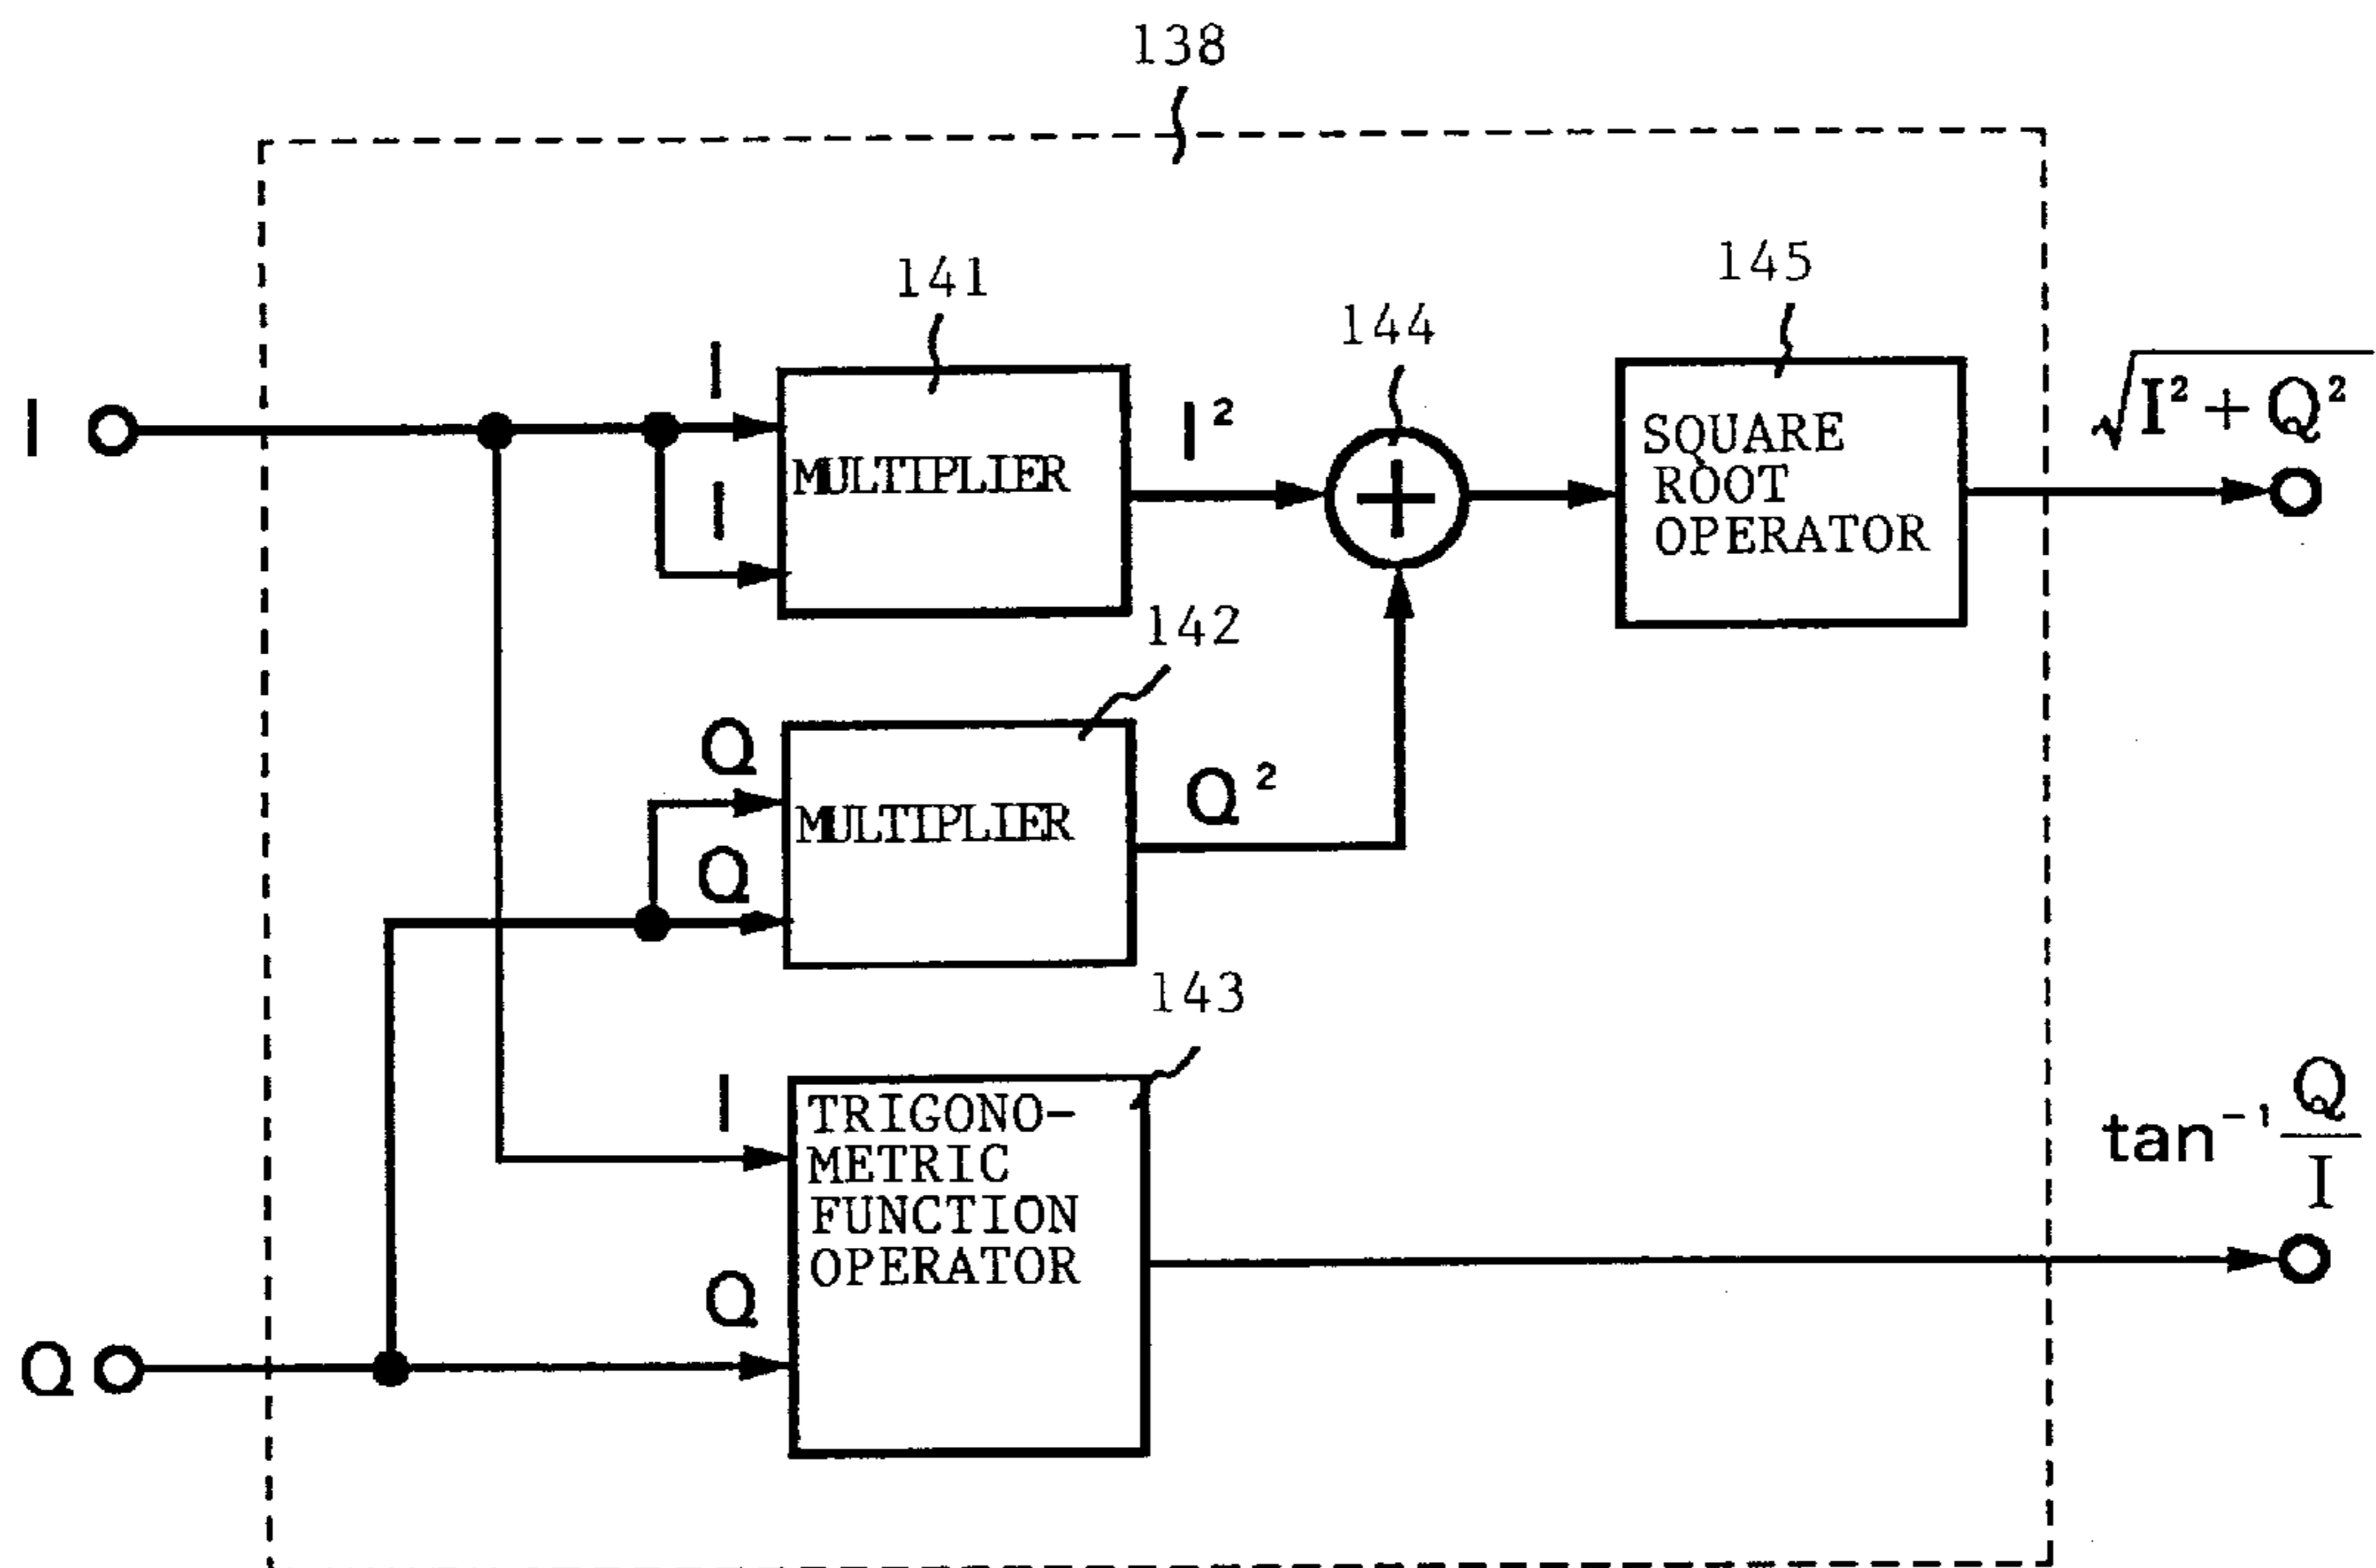 138
141
145
144
I
I
I
MULTIPLIER
I²
SQUARE
ROOT
OPERATOR
√I² + Q²
142
Q
Q
MULTIPLIER
Q²
143
I
TRIGONO-
METRIC
FUNCTION
OPERATOR
Q
Q
tan⁻¹ Q/I